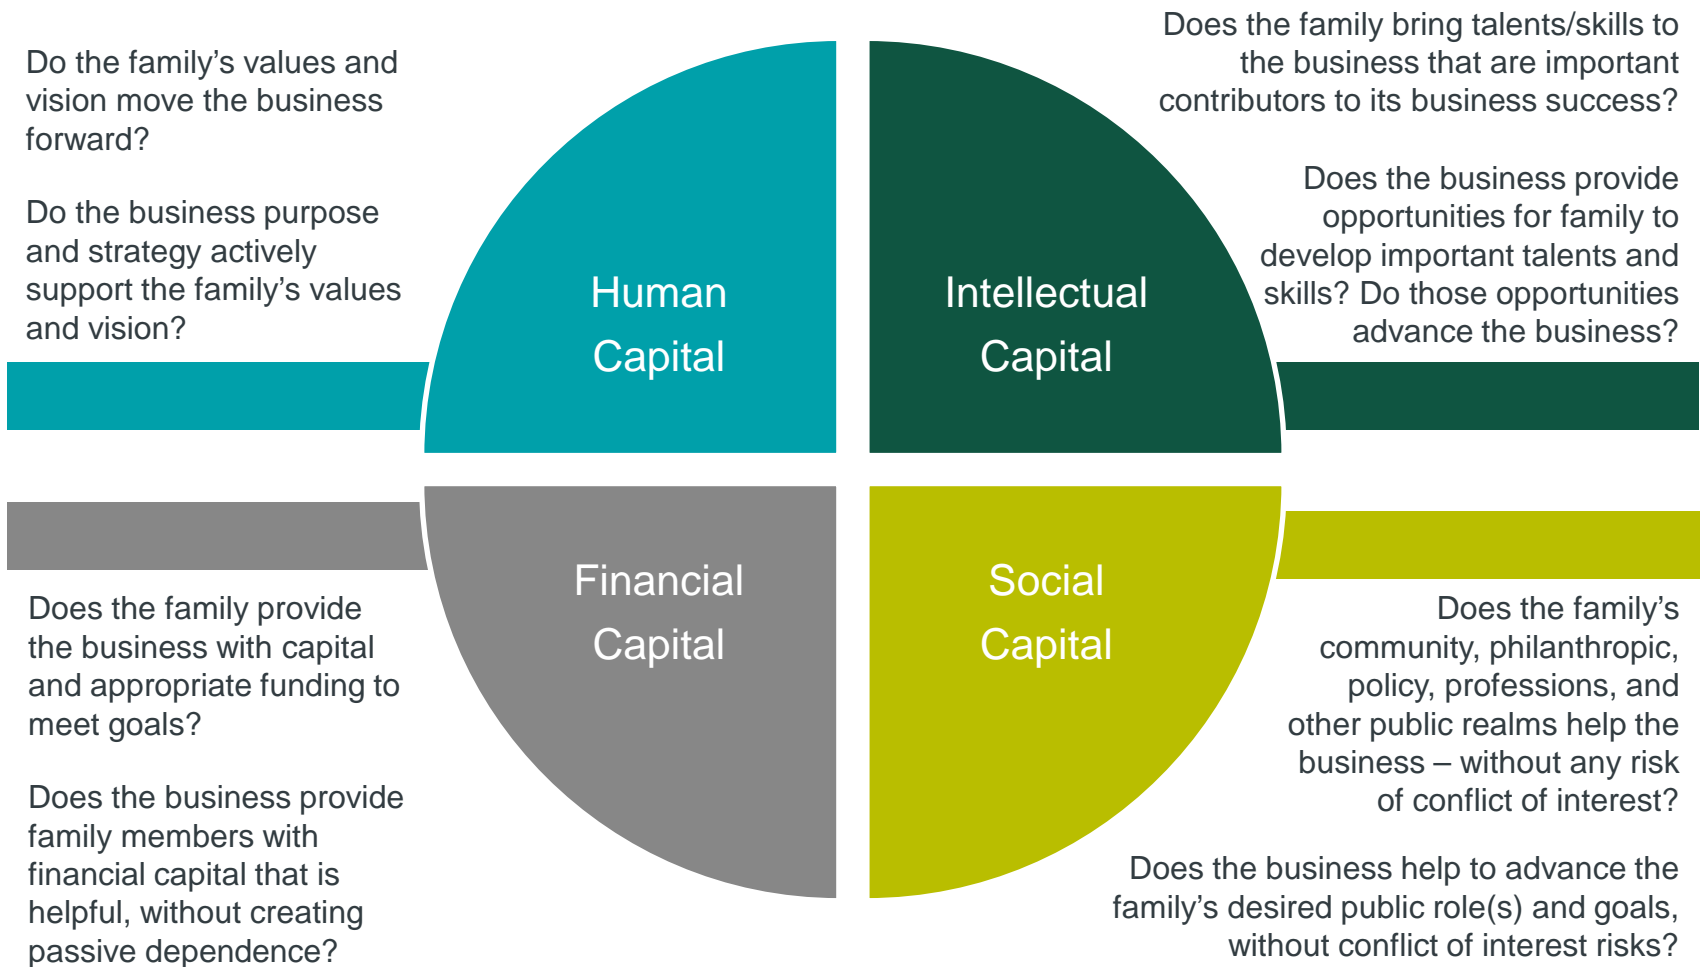 Do the family’s values and
vision move the business
forward?
Do the business purpose
and strategy actively
support the family’s values
and vision?
Human
Capital
Does the family bring talents/skills to
the business that are important
contributors to its business success?
Does the business provide
opportunities for family to
develop important talents and
skills? Do those opportunities
advance the business?
Intellectual
Capital
Financial
Capital
Does the family provide
the business with capital
and appropriate funding to
meet goals?
Does the business provide
family members with
financial capital that is
helpful, without creating
passive dependence?
Social
Capital
Does the family’s
community, philanthropic,
policy, professions, and
other public realms help the
business – without any risk
of conflict of interest?
Does the business help to advance the
family’s desired public role(s) and goals,
without conflict of interest risks?